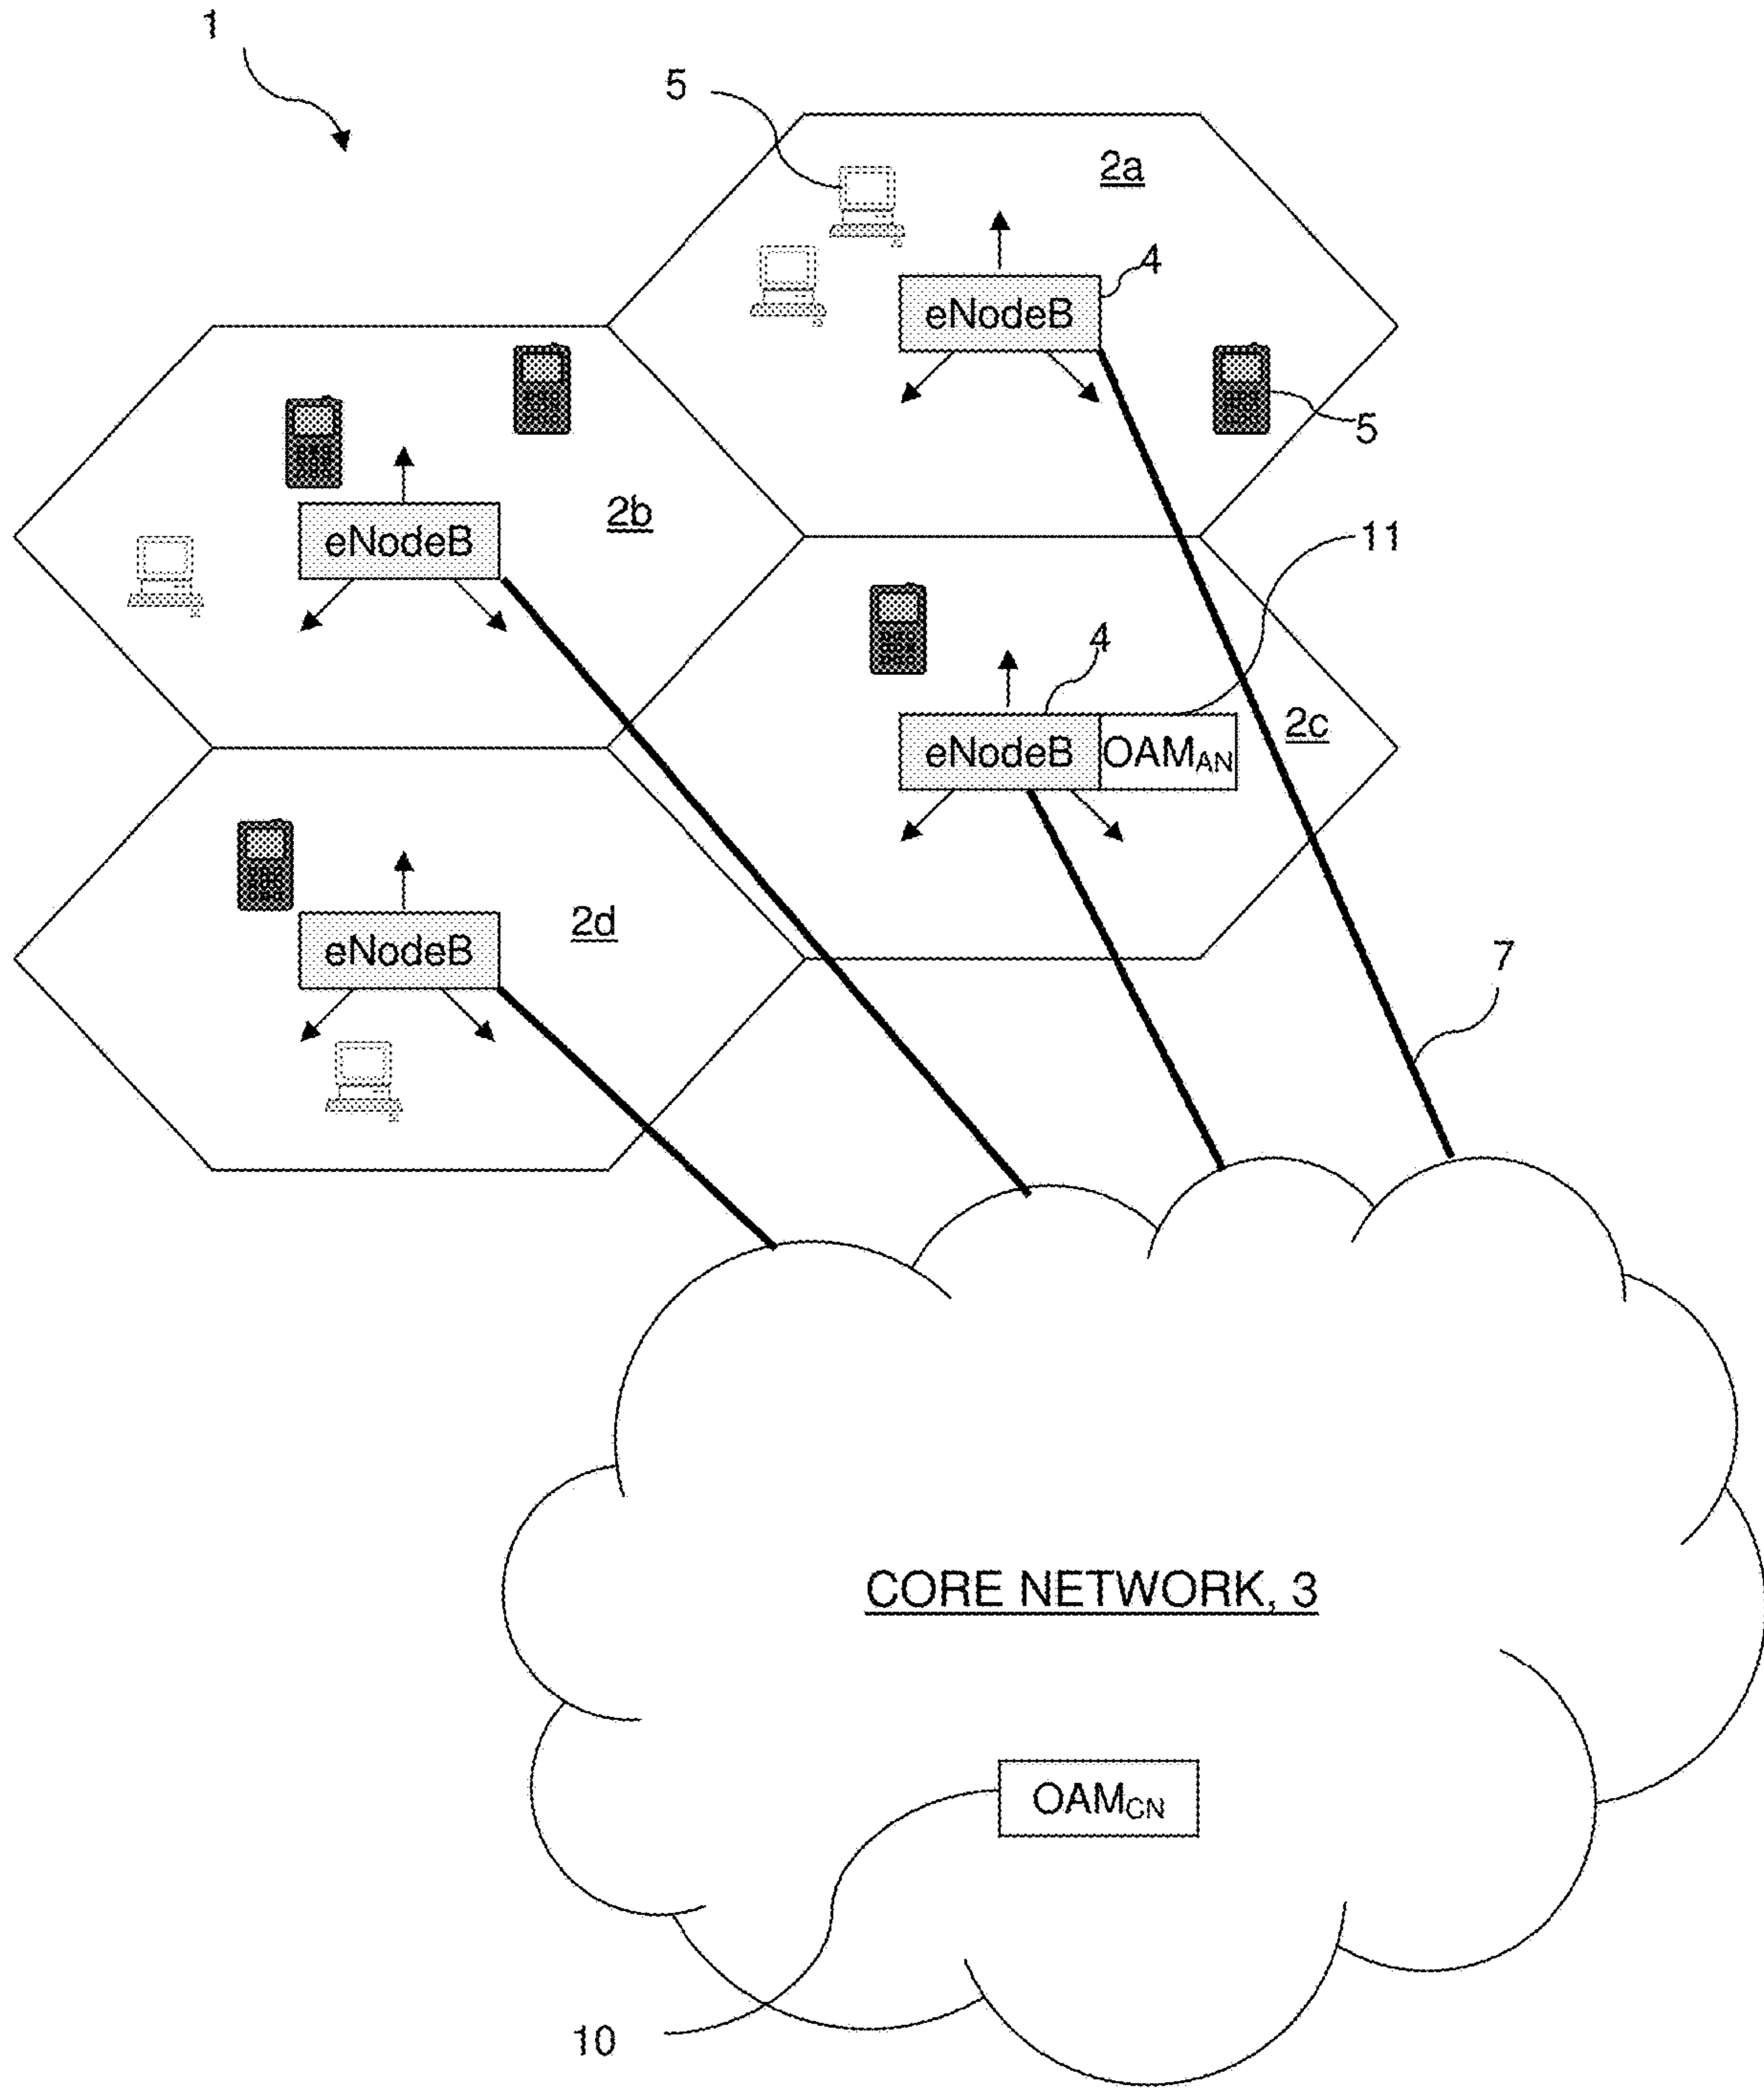 1
5
2a
4
eNodeB
5
2b
eNodeB
11
4
2c
eNodeB
OAMAN
2d
eNodeB
7
CORE NETWORK, 3
OAMCN
10